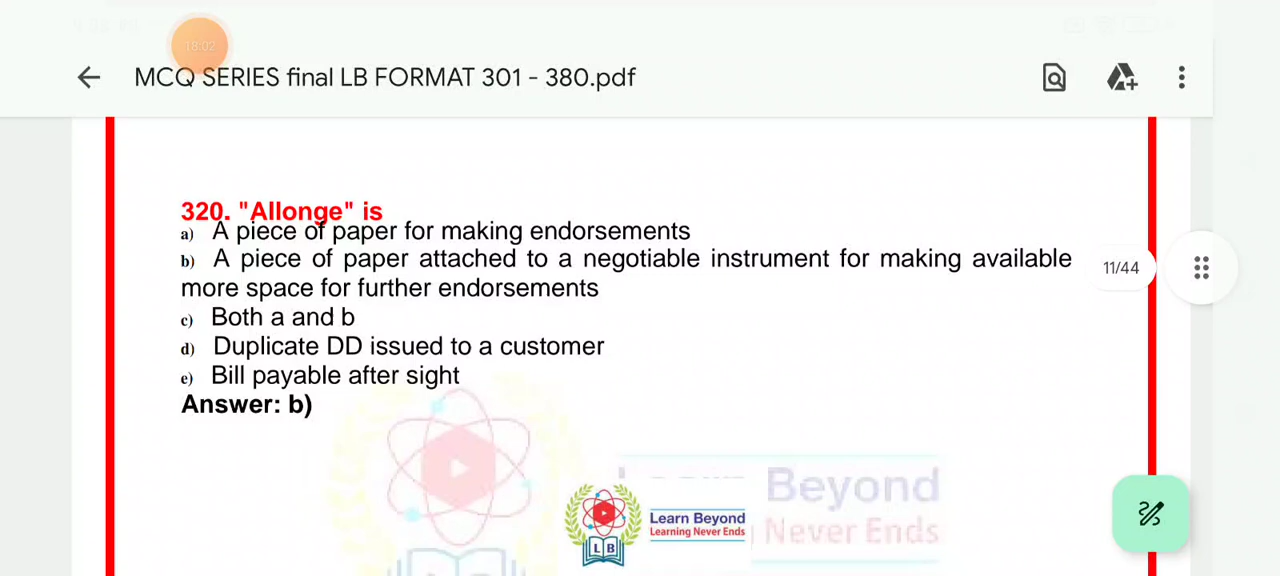 18:02
MCQ SERIES final LB FORMAT 301 - 380.pdf
320. "Allonge" is
a) A piece of paper for making endorsements
b) A piece of paper attached to a negotiable instrument for making available
more space for further endorsements
11/44
c) Both a and b
d) Duplicate DD issued to a customer
e) Bill payable after sight
Answer: b)
Beyond
Never Ends
Learn Beyond
Learning Never Ends
L B